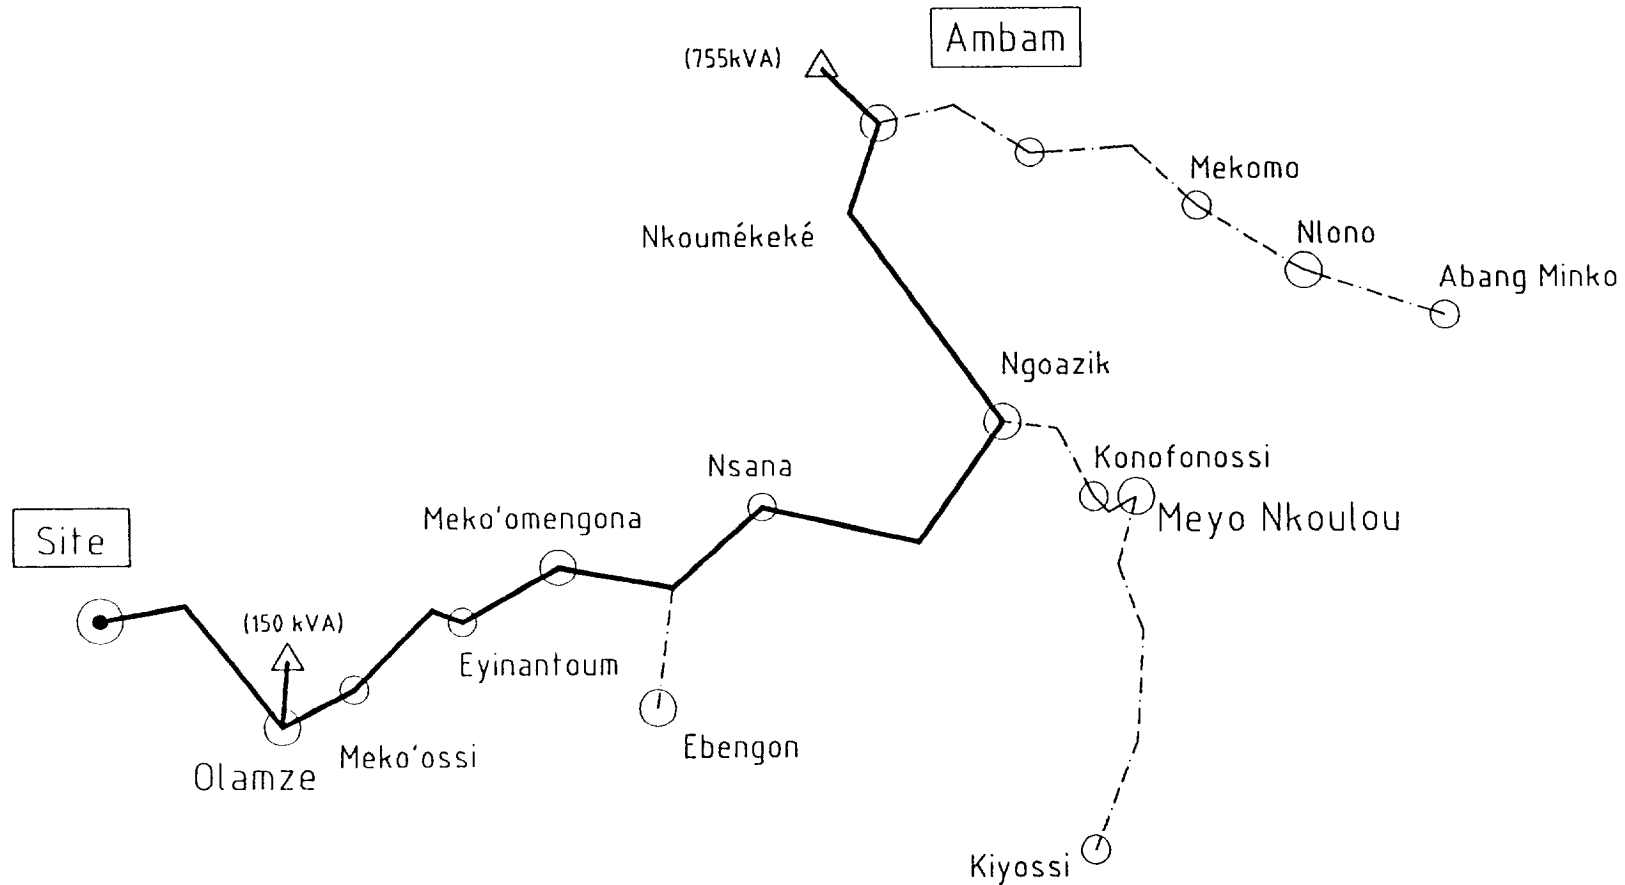 Ambam
(755kVA)
Mekomo
Nkoumékeké
Nlono
Abang Minko
Ngoazik
Konofonossi
Nsana
Meko'omengona
Meyo Nkoulou
Site
(150 kVA)
Eyinantoum
Ebengon
Meko'ossi
Olamze
Kiyossi